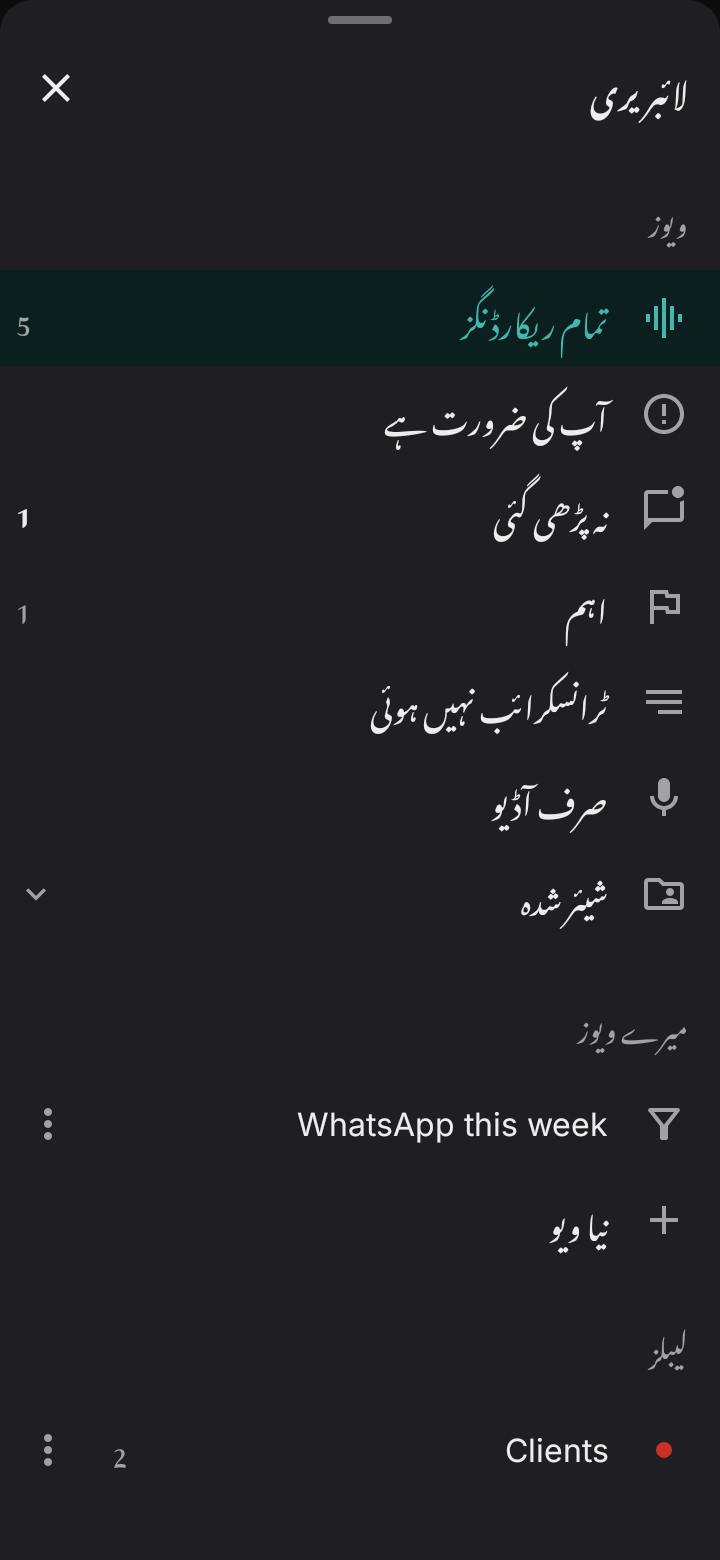 لائبریری
ویوز
تمام ریکارڈنگز 5
آپ کی ضرورت ہے
نہ پڑھی گئی 1
اہم 1
ٹرانسکرائب نہیں ہوئی
صرف آڈیو
شیئر شدہ
میرے ویوز
WhatsApp this week
نیا ویو
لیبلز
Clients 2